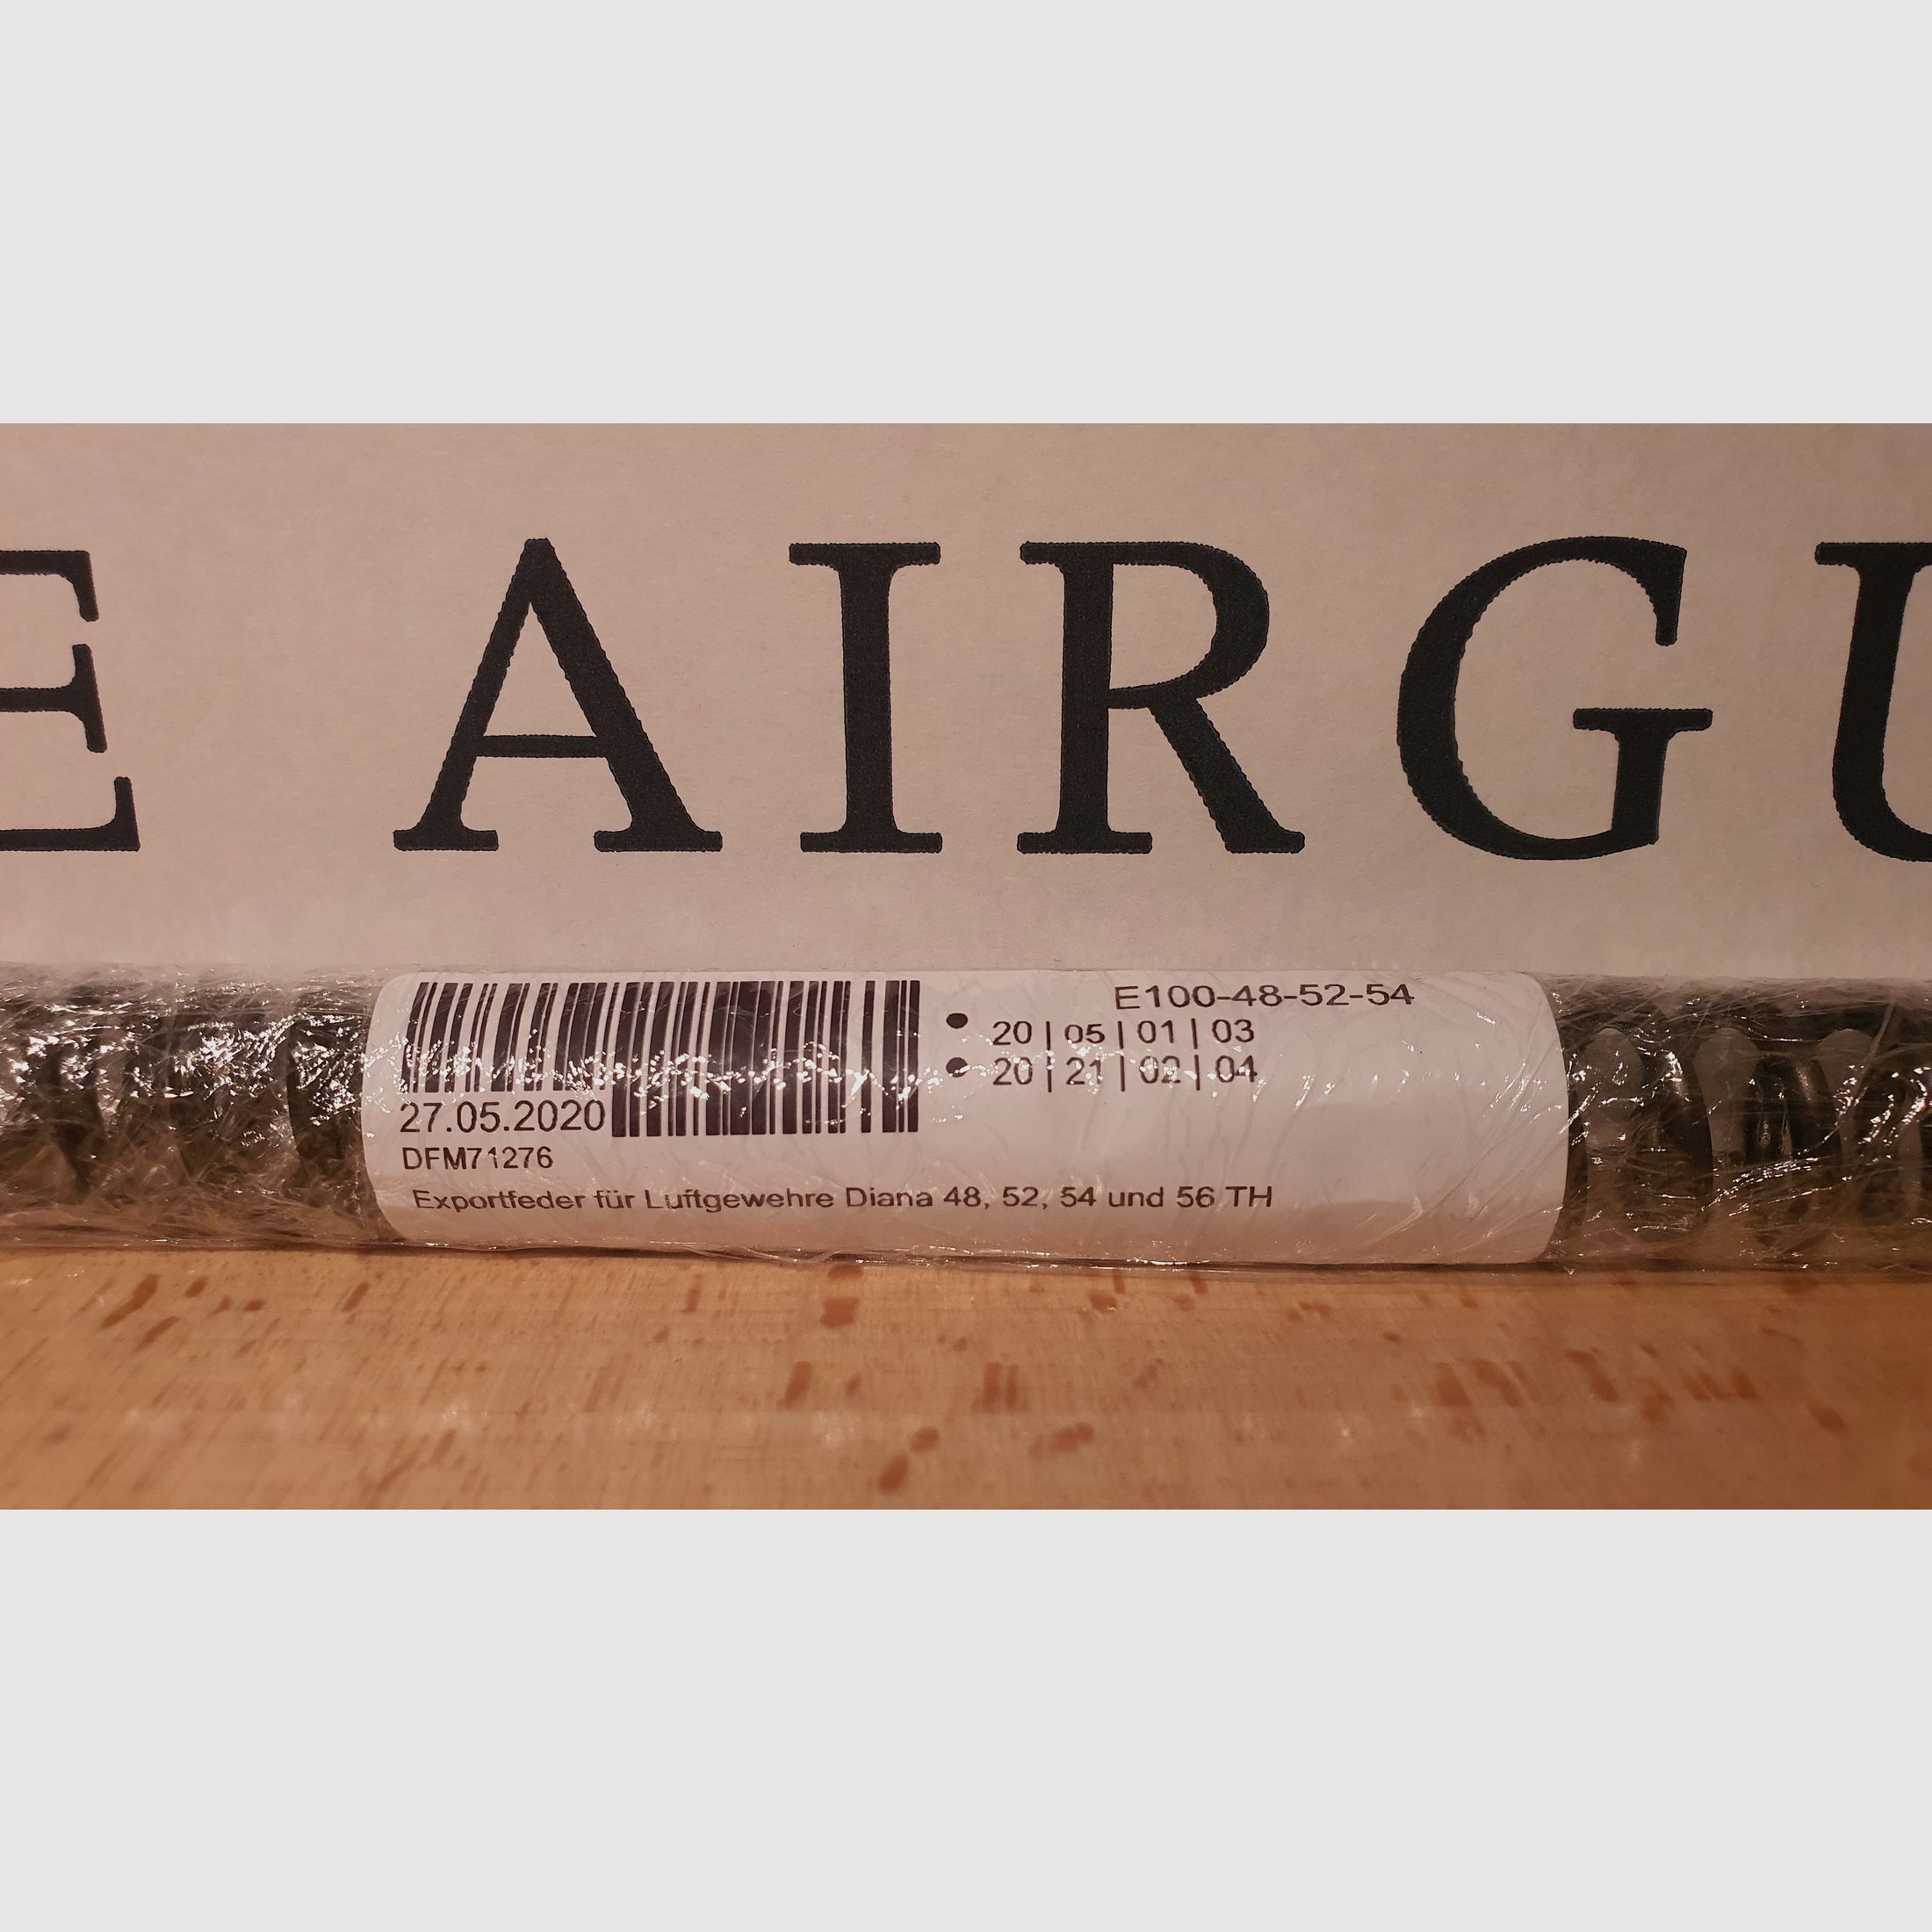 E AIRGU
E100-48-52-54
20 | 05 | 01 | 03
20 | 21 | 02 | 04
27.05.2020
DFM71276
Exportfeder für Luftgewehre Diana 48, 52, 54 und 56 TH